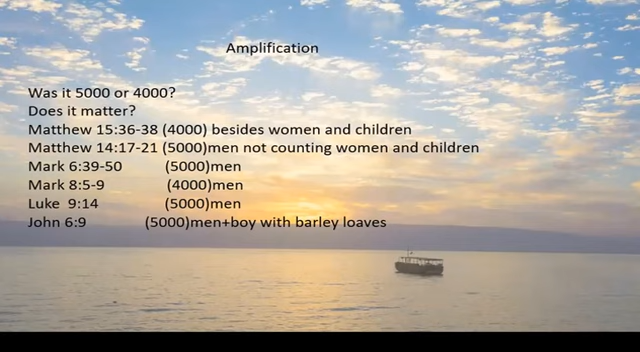 Amplification
Was it 5000 or 4000?
Does it matter?
Matthew 15:36-38 (4000) besides women and children
Matthew 14:17-21 (5000)men not counting women and children
Mark 6:39-50 (5000)men
Mark 8:5-9 (4000)men
Luke 9:14 (5000)men
John 6:9 (5000)men+boy with barley loaves